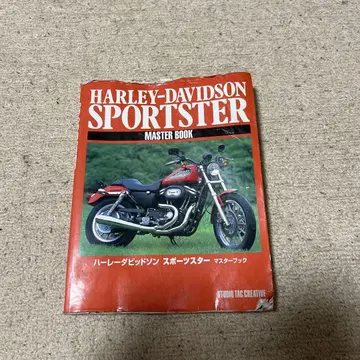 HARLEY-DAVIDSON
SPORTSTER
MASTER BOOK
ハーレーダビッドソン スポーツスター マスターブック
STUDIO TAC CREATIVE